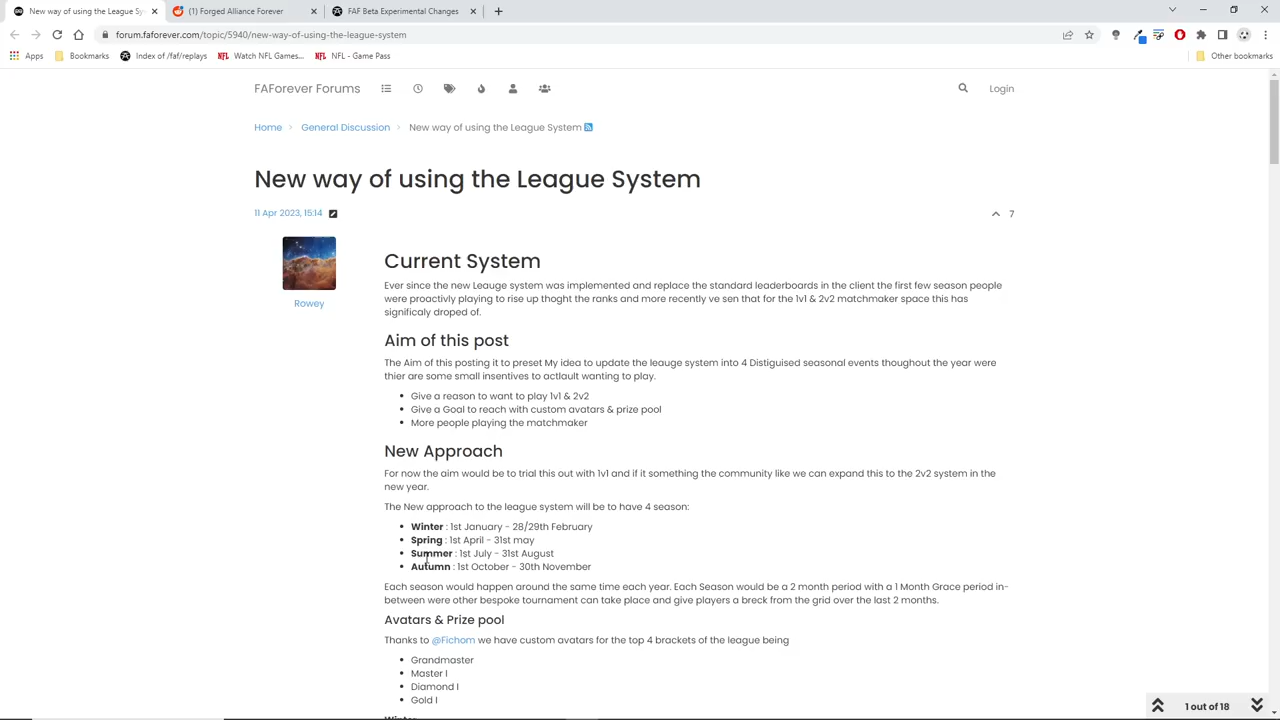 New way of using the League Sy
(1) Forged Alliance Forever
FAF Beta Experimental Changes
forum.faforever.com/topic/5940/new-way-of-using-the-league-system
Apps
Bookmarks
Index of /faf/replays
Watch NFL Games...
NFL - Game Pass
Other bookmarks
FAForever Forums
Login
Home > General Discussion > New way of using the League System
New way of using the League System
11 Apr 2023, 15:14
7
Rowey
Current System
Ever since the new Leauge system was implemented and replace the standard leaderboards in the client the first few season people
were proactivly playing to rise up thoght the ranks and more recently ve sen that for the 1v1 & 2v2 matchmaker space this has
significaly droped of.
Aim of this post
The Aim of this posting it to preset My idea to update the leauge system into 4 Distiguised seasonal events thoughout the year were
thier are some small insentives to actlault wanting to play.
• Give a reason to want to play 1v1 & 2v2
• Give a Goal to reach with custom avatars & prize pool
• More people playing the matchmaker
New Approach
For now the aim would be to trial this out with 1v1 and if it something the community like we can expand this to the 2v2 system in the
new year.
The New approach to the league system will be to have 4 season:
• Winter : 1st January - 28/29th February
• Spring : 1st April - 31st may
• Summer : 1st July - 31st August
• Autumn : 1st October - 30th November
Each season would happen around the same time each year. Each Season would be a 2 month period with a 1 Month Grace period in-
between were other bespoke tournament can take place and give players a breck from the grid over the last 2 months.
Avatars & Prize pool
Thanks to @Fichom we have custom avatars for the top 4 brackets of the league being
• Grandmaster
• Master I
• Diamond I
• Gold I
Winter
1 out of 18